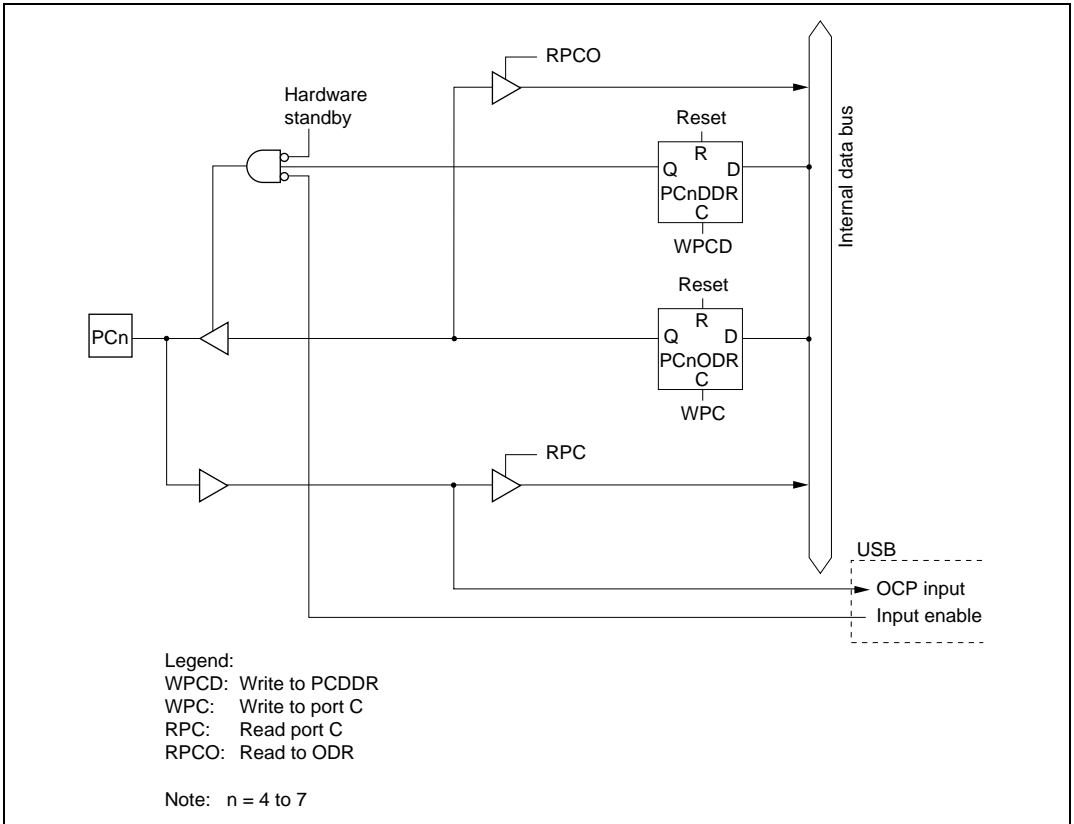 RPCO
Hardware
standby
Reset
R
Q D
PCnDDR
C
WPCD
Internal data bus
Reset
R
PCn
Q D
PCnODR
C
WPC
RPC
USB
OCP input
Input enable
Legend:
WPCD: Write to PCDDR
WPC: Write to port C
RPC: Read port C
RPCO: Read to ODR
Note: n = 4 to 7